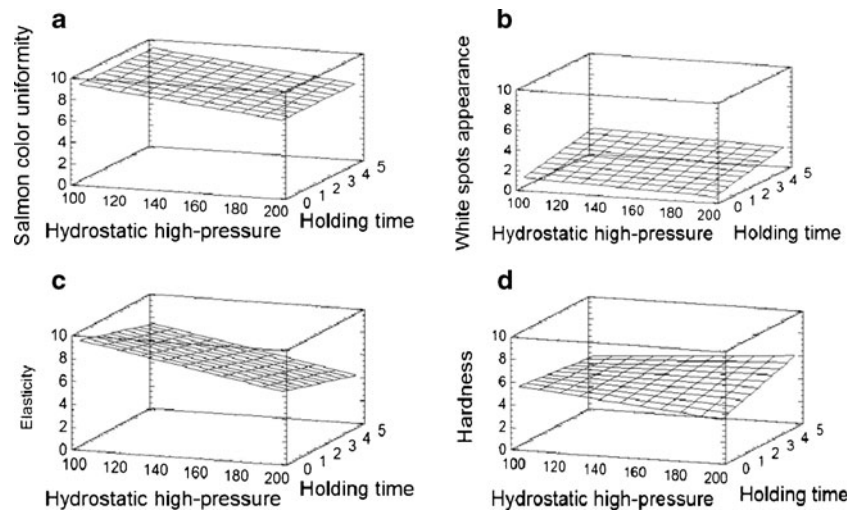 a
Salmon color uniformity
10
8
6
4
2
0
100 120 140 160 180 200
0 1 2 3 4 5
Hydrostatic high-pressure
Holding time
b
White spots appearance
10
8
6
4
2
0
100 120 140 160 180 200
0 1 2 3 4 5
Hydrostatic high-pressure
Holding time
c
Elasticity
10
8
6
4
2
0
100 120 140 160 180 200
0 1 2 3 4 5
Hydrostatic high-pressure
Holding time
d
Hardness
10
8
6
4
2
0
100 120 140 160 180 200
0 1 2 3 4 5
Hydrostatic high-pressure
Holding time